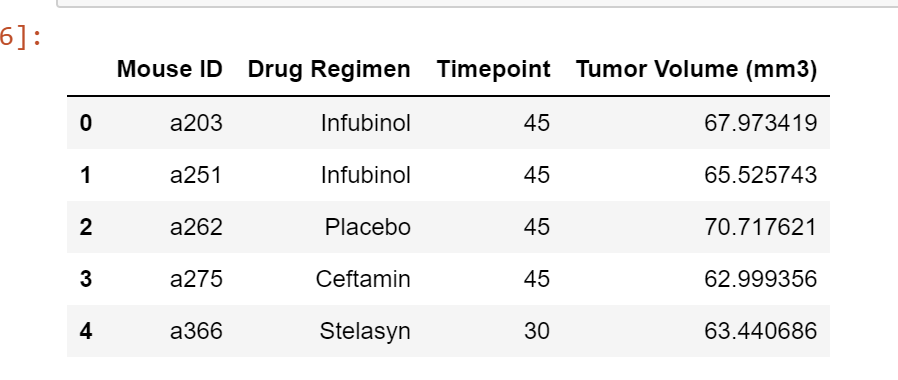 6]:
Mouse ID Drug Regimen Timepoint Tumor Volume (mm3)
0 a203 Infubinol 45 67.973419
1 a251 Infubinol 45 65.525743
2 a262 Placebo 45 70.717621
3 a275 Ceftamin 45 62.999356
4 a366 Stelasyn 30 63.440686